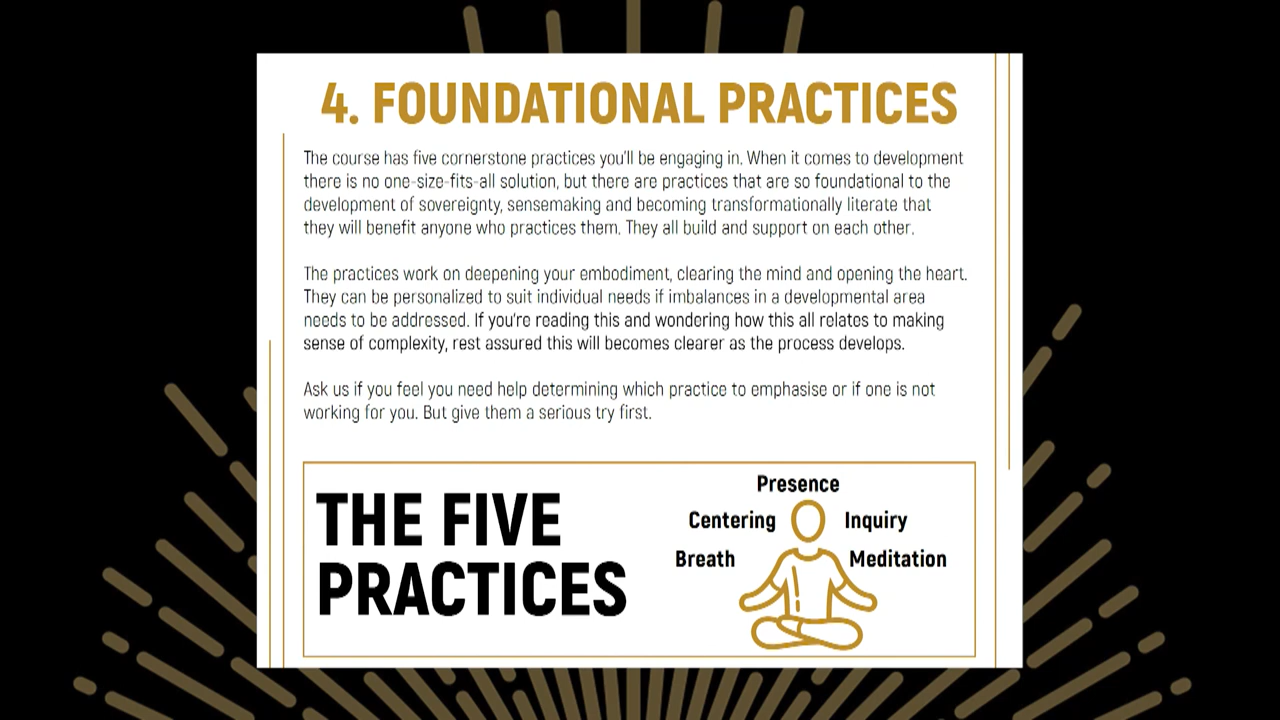 4. FOUNDATIONAL PRACTICES
The course has five cornerstone practices you'll be engaging in. When it comes to development
there is no one-size-fits-all solution, but there are practices that are so foundational to the
development of sovereignty, sensemaking and becoming transformationally literate that
they will benefit anyone who practices them. They all build and support on each other.
The practices work on deepening your embodiment, clearing the mind and opening the heart.
They can be personalized to suit individual needs if imbalances in a developmental area
needs to be addressed. If you're reading this and wondering how this all relates to making
sense of complexity, rest assured this will becomes clearer as the process develops.
Ask us if you feel you need help determining which practice to emphasise or if one is not
working for you. But give them a serious try first.
THE FIVE
PRACTICES
Presence
Centering
Inquiry
Breath
Meditation